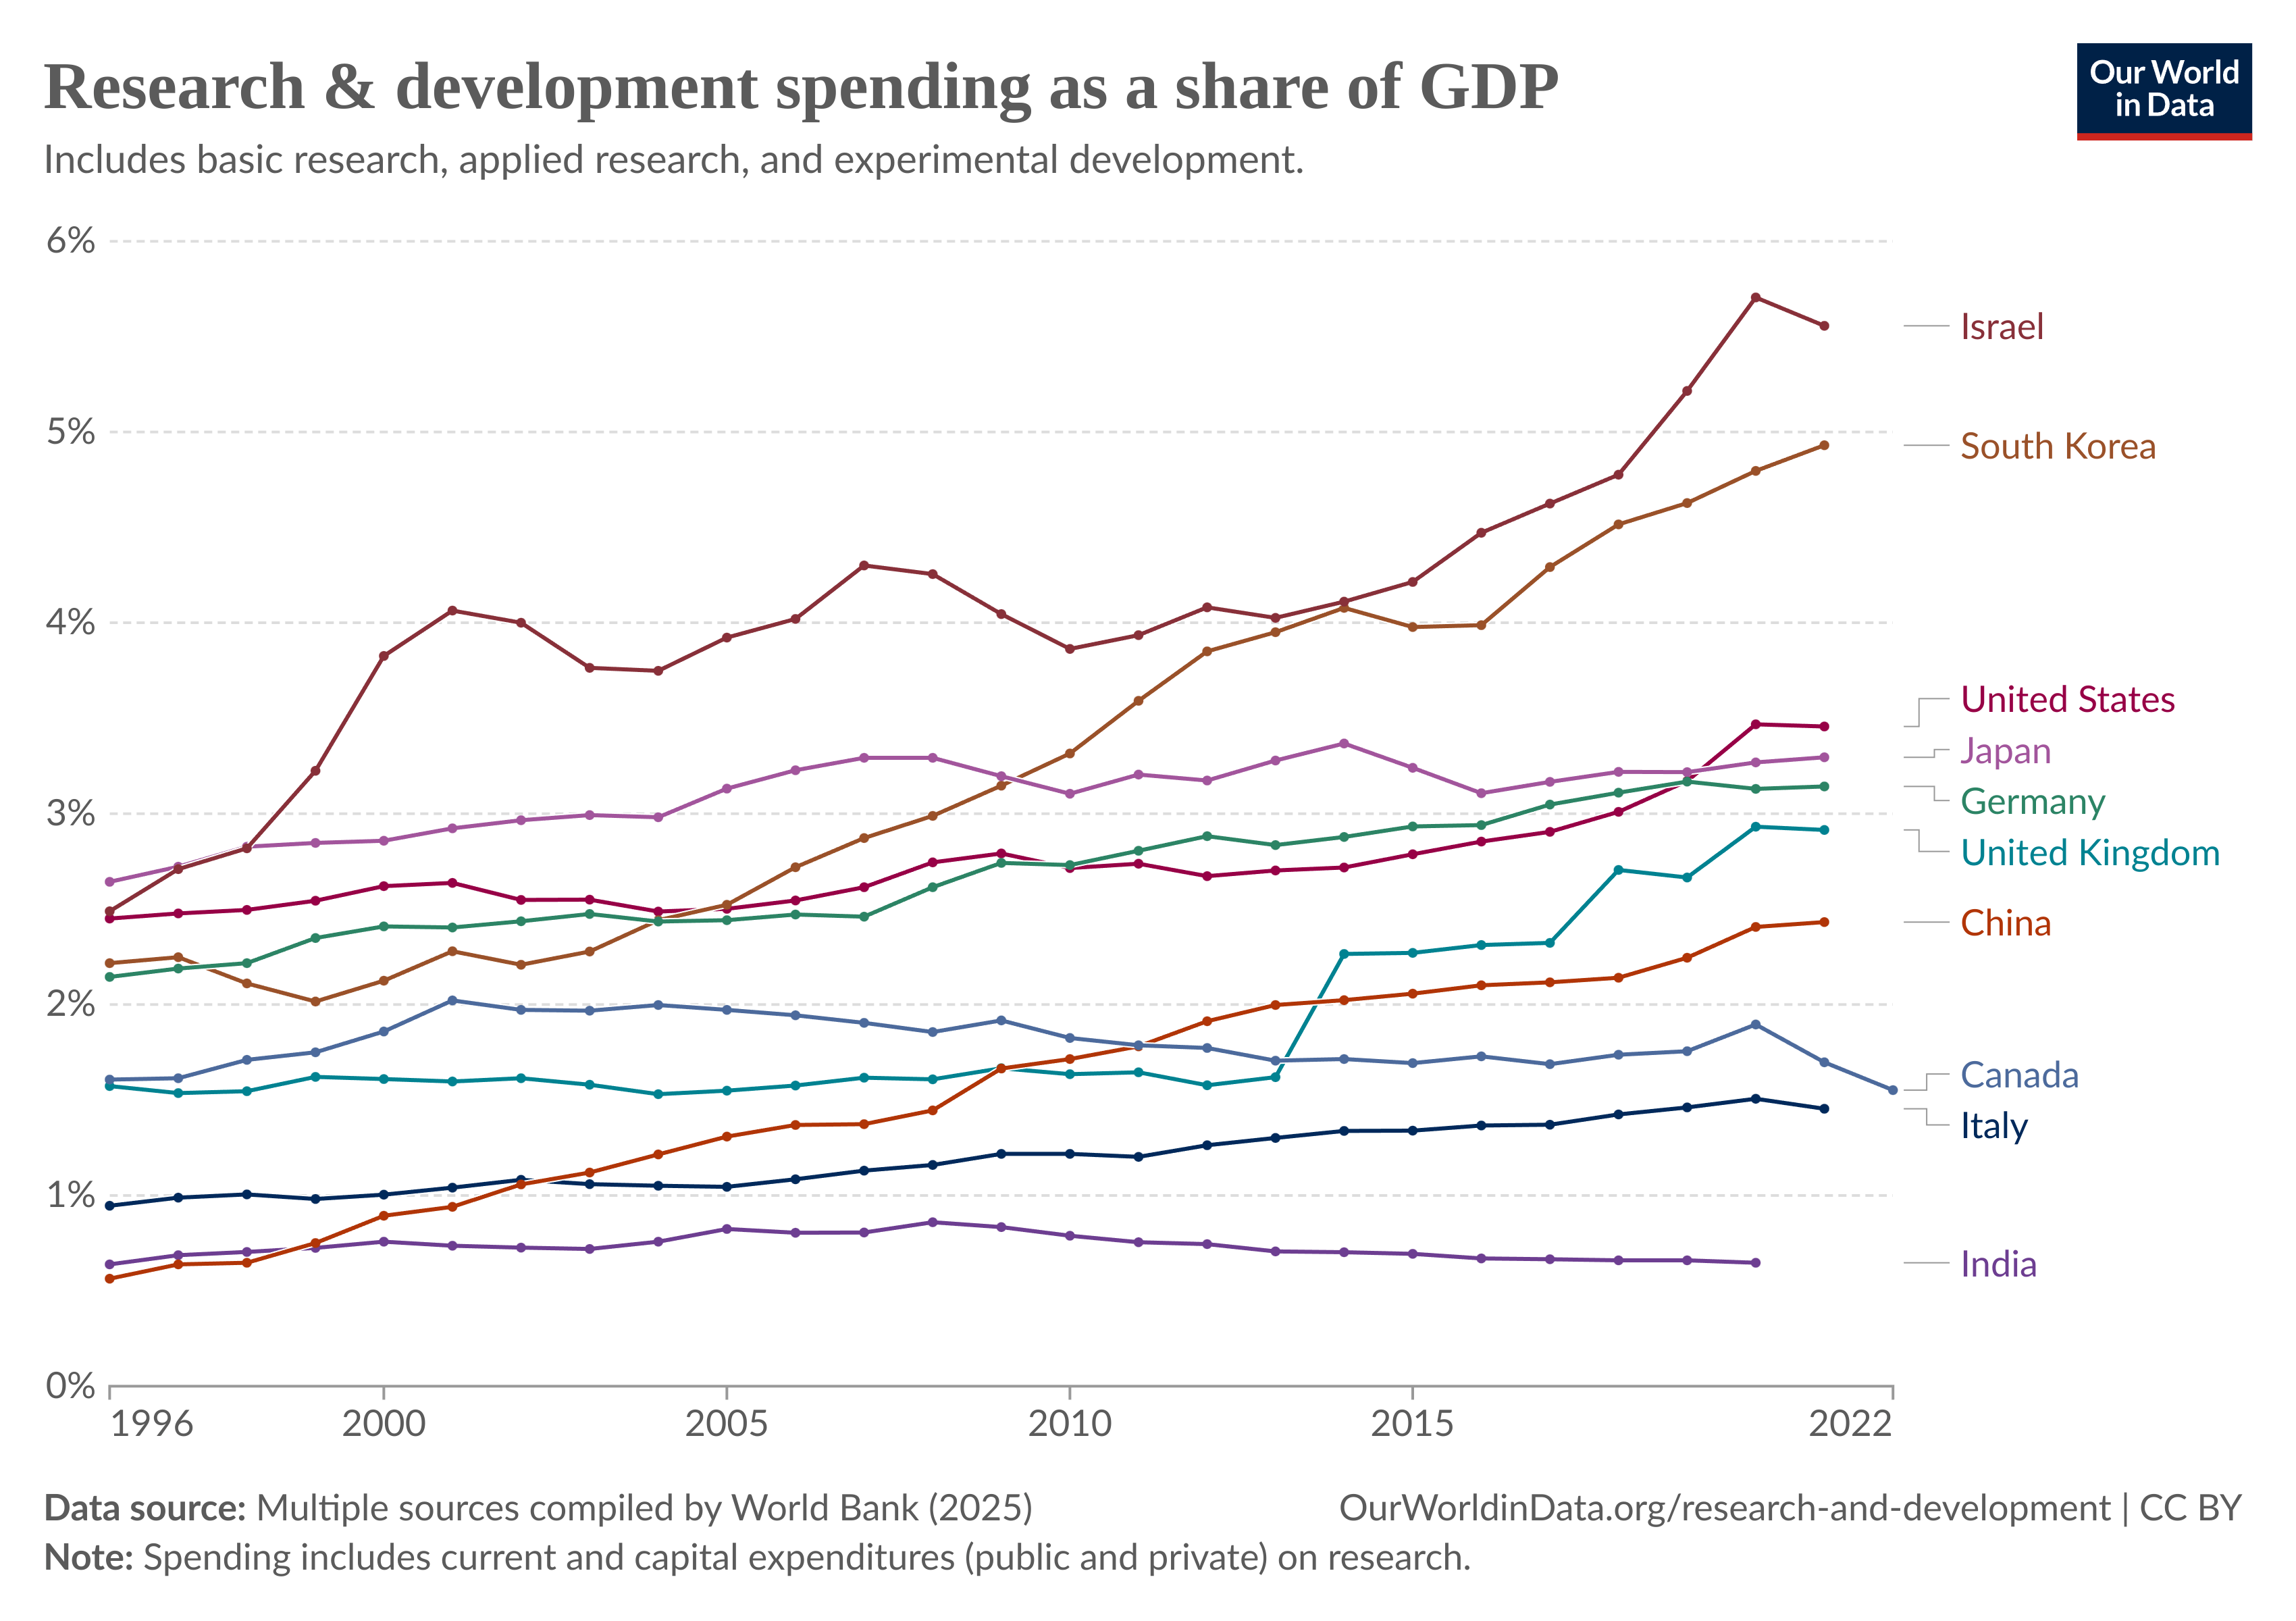 Research & development spending as a share of GDP
Our World
in Data
Includes basic research, applied research, and experimental development.
6%
5%
4%
3%
2%
1%
0%
Israel
South Korea
United States
Japan
Germany
United Kingdom
China
Canada
Italy
India
1996
2000
2005
2010
2015
2022
Data source: Multiple sources compiled by World Bank (2025)
OurWorldinData.org/research-and-development | CC BY
Note: Spending includes current and capital expenditures (public and private) on research.